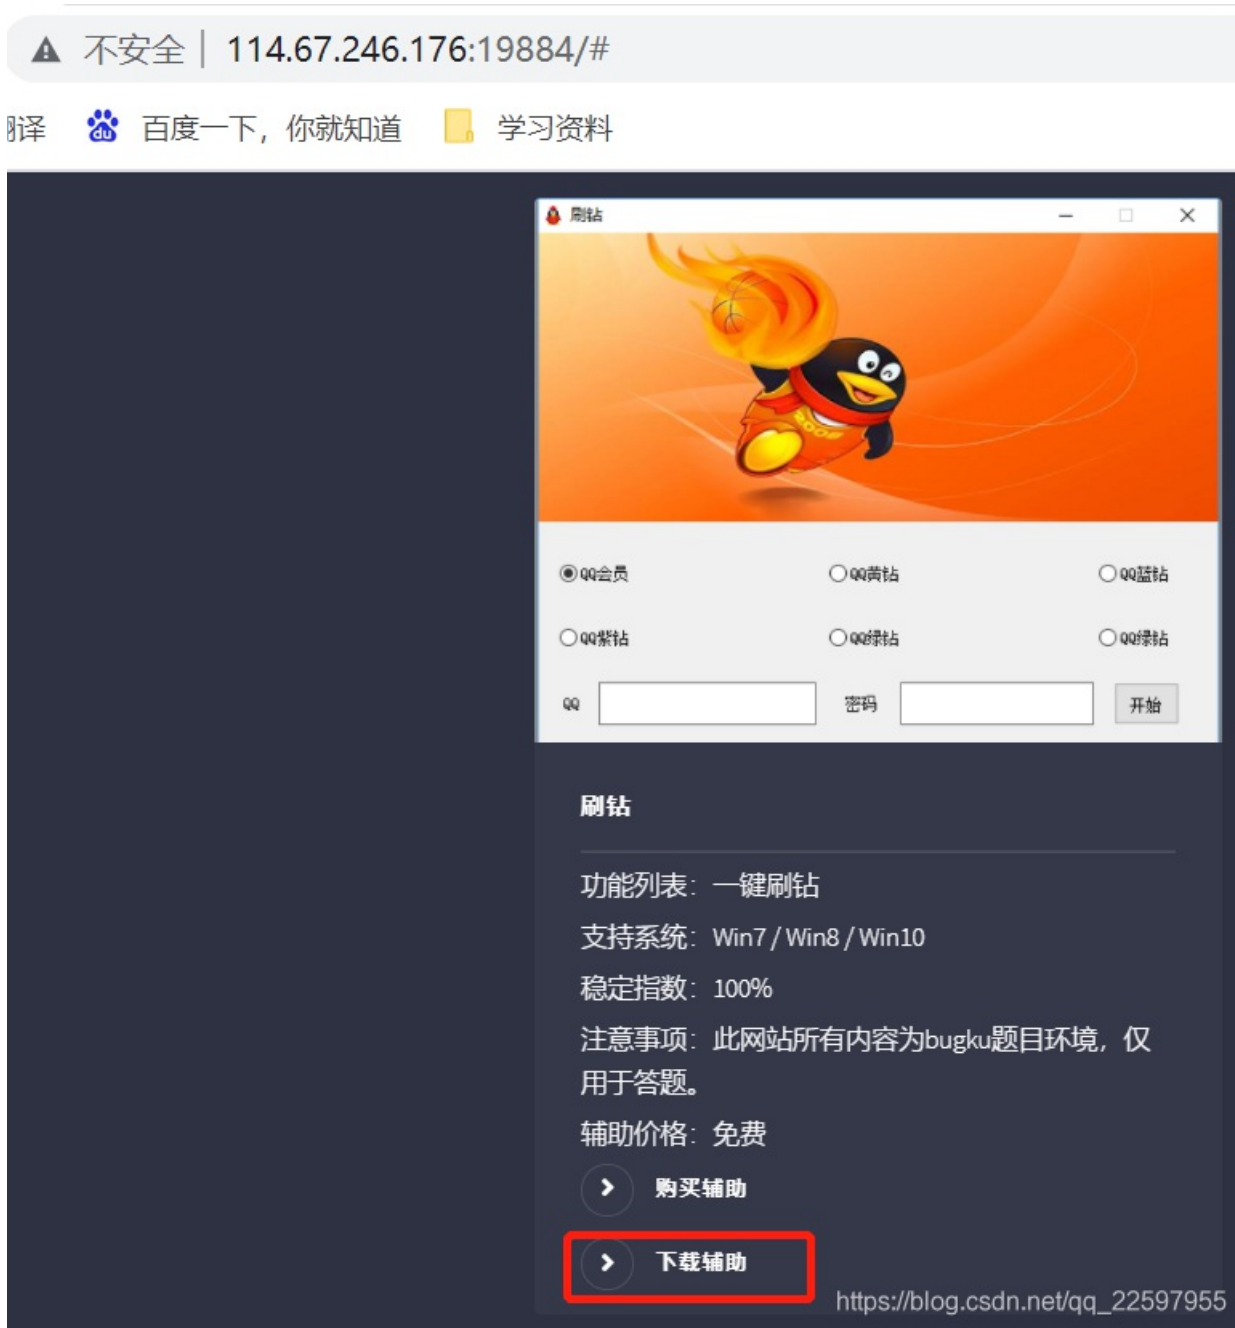 不安全 | 114.67.246.176:19884/#
翻译 百度一下，你就知道 学习资料
刷钻
QQ会员 QQ黄钻 QQ蓝钻
QQ紫钻 QQ绿钻 QQ绿钻
QQ 密码 开始
刷钻
功能列表：一键刷钻
支持系统：Win7 / Win8 / Win10
稳定指数：100%
注意事项：此网站所有内容为bugku题目环境，仅
用于答题。
辅助价格：免费
购买辅助
下载辅助
https://blog.csdn.net/qq_22597955